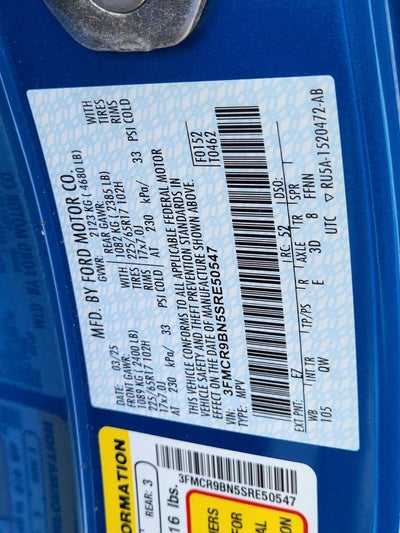 MFD. BY FORD MOTOR CO.
DATE: 03/25 GVWR: 2123 KG ( 4680 LB)
FRONT GAWR: REAR GAWR: WITH
1089 KG (2400 LB) 1082 KG ( 2385 LB) TIRES
225/65R17 102H TIRES 225/65R17 102H RIMS
17x7.0J RIMS 17x7.0J
AT 230 kPa/ 33 PSI COLD AT 230 kPa/ 33 PSI COLD
THIS VEHICLE CONFORMS TO ALL APPLICABLE FEDERAL MOTOR
VEHICLE SAFETY AND THEFT PREVENTION STANDARDS IN
EFFECT ON THE DATE OF MANUFACTURE SHOWN ABOVE.
VIN: 3FMCR9BN5SRE50547 F0152
TYPE: MPV T0462
EXT PNT: E7 RC: 52 DSO:
WB INT TR TP/PS R AXLE TR SPR
105 QW E 3D 8 FFNN
UTC ▽ RU5A-1520472-AB
ORMATION
REAR: 3
3FMCR9BN5SRE50547
16 lbs.